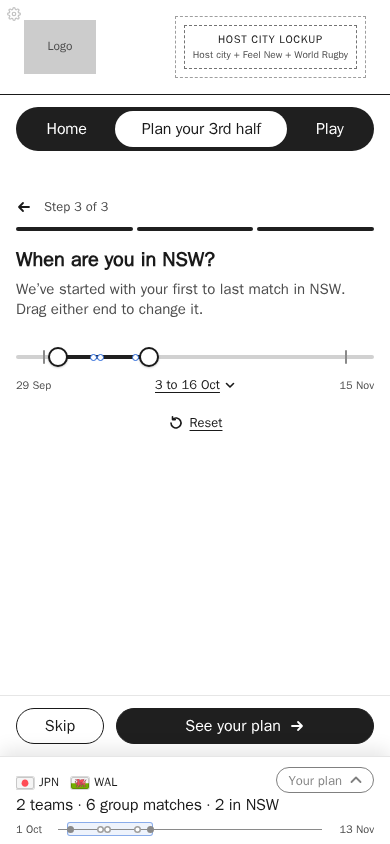 Logo
HOST CITY LOCKUP
Host city + Feel New + World Rugby
Home
Plan your 3rd half
Play
Step 3 of 3
When are you in NSW?
We’ve started with your first to last match in NSW.
Drag either end to change it.
29 Sep
3 to 16 Oct
15 Nov
Reset
Skip
See your plan
JPN
WAL
Your plan
2 teams · 6 group matches · 2 in NSW
1 Oct
13 Nov